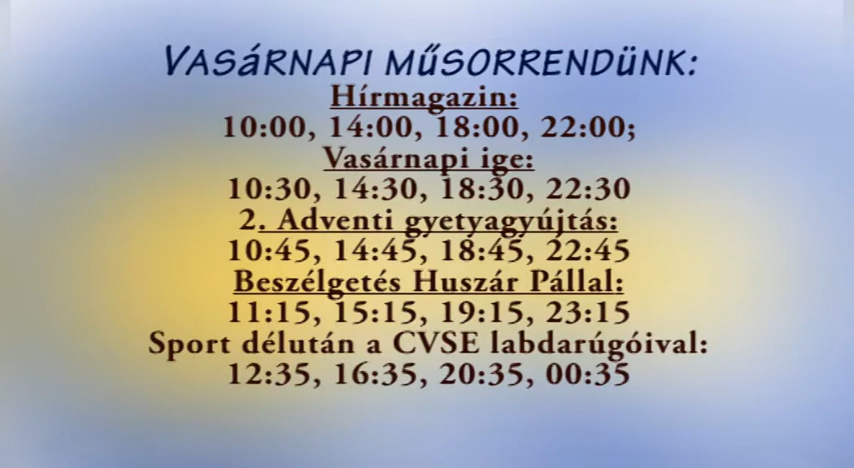 Vasárnapi műsorrendünk:
Hírmagazin:
10:00, 14:00, 18:00, 22:00;
Vasárnapi ige:
10:30, 14:30, 18:30, 22:30
2. Adventi gyetyagyújtás:
10:45, 14:45, 18:45, 22:45
Beszélgetés Huszár Pállal:
11:15, 15:15, 19:15, 23:15
Sport délután a CVSE labdarúgóival:
12:35, 16:35, 20:35, 00:35